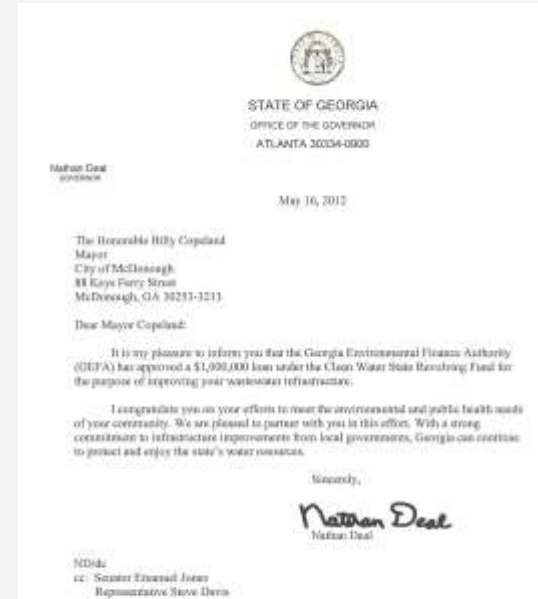 STATE OF GEORGIA
OFFICE OF THE GOVERNOR
ATLANTA 30334-0900
Nathan Deal
GOVERNOR
May 16, 2012
The Honorable Billy Copeland
Mayor
City of McDonough
88 Keys Ferry Street
McDonough, GA 30253-3213
Dear Mayor Copeland:
It is my pleasure to inform you that the Georgia Environmental Finance Authority
(GEFA) has approved a $1,000,000 loan under the Clean Water State Revolving Fund for
the purpose of improving your wastewater infrastructure.
I congratulate you on your efforts to meet the environmental and public health needs
of your community. We are pleased to partner with you in this effort. With a strong
commitment to infrastructure improvements from local governments, Georgia can continue
to protect and enjoy the state's water resources.
Sincerely,
Nathan Deal
Nathan Deal
ND/dc
cc: Senator Emanuel Jones
Representative Steve Davis